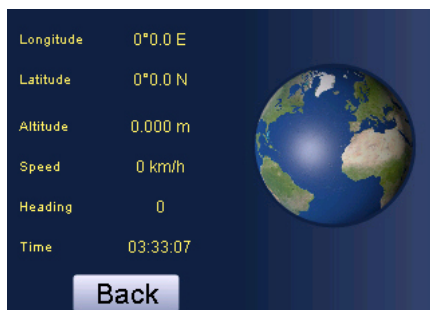 Longitude 0°0.0 E
Latitude 0°0.0 N
Altitude 0.000 m
Speed 0 km/h
Heading 0
Time 03:33:07
Back